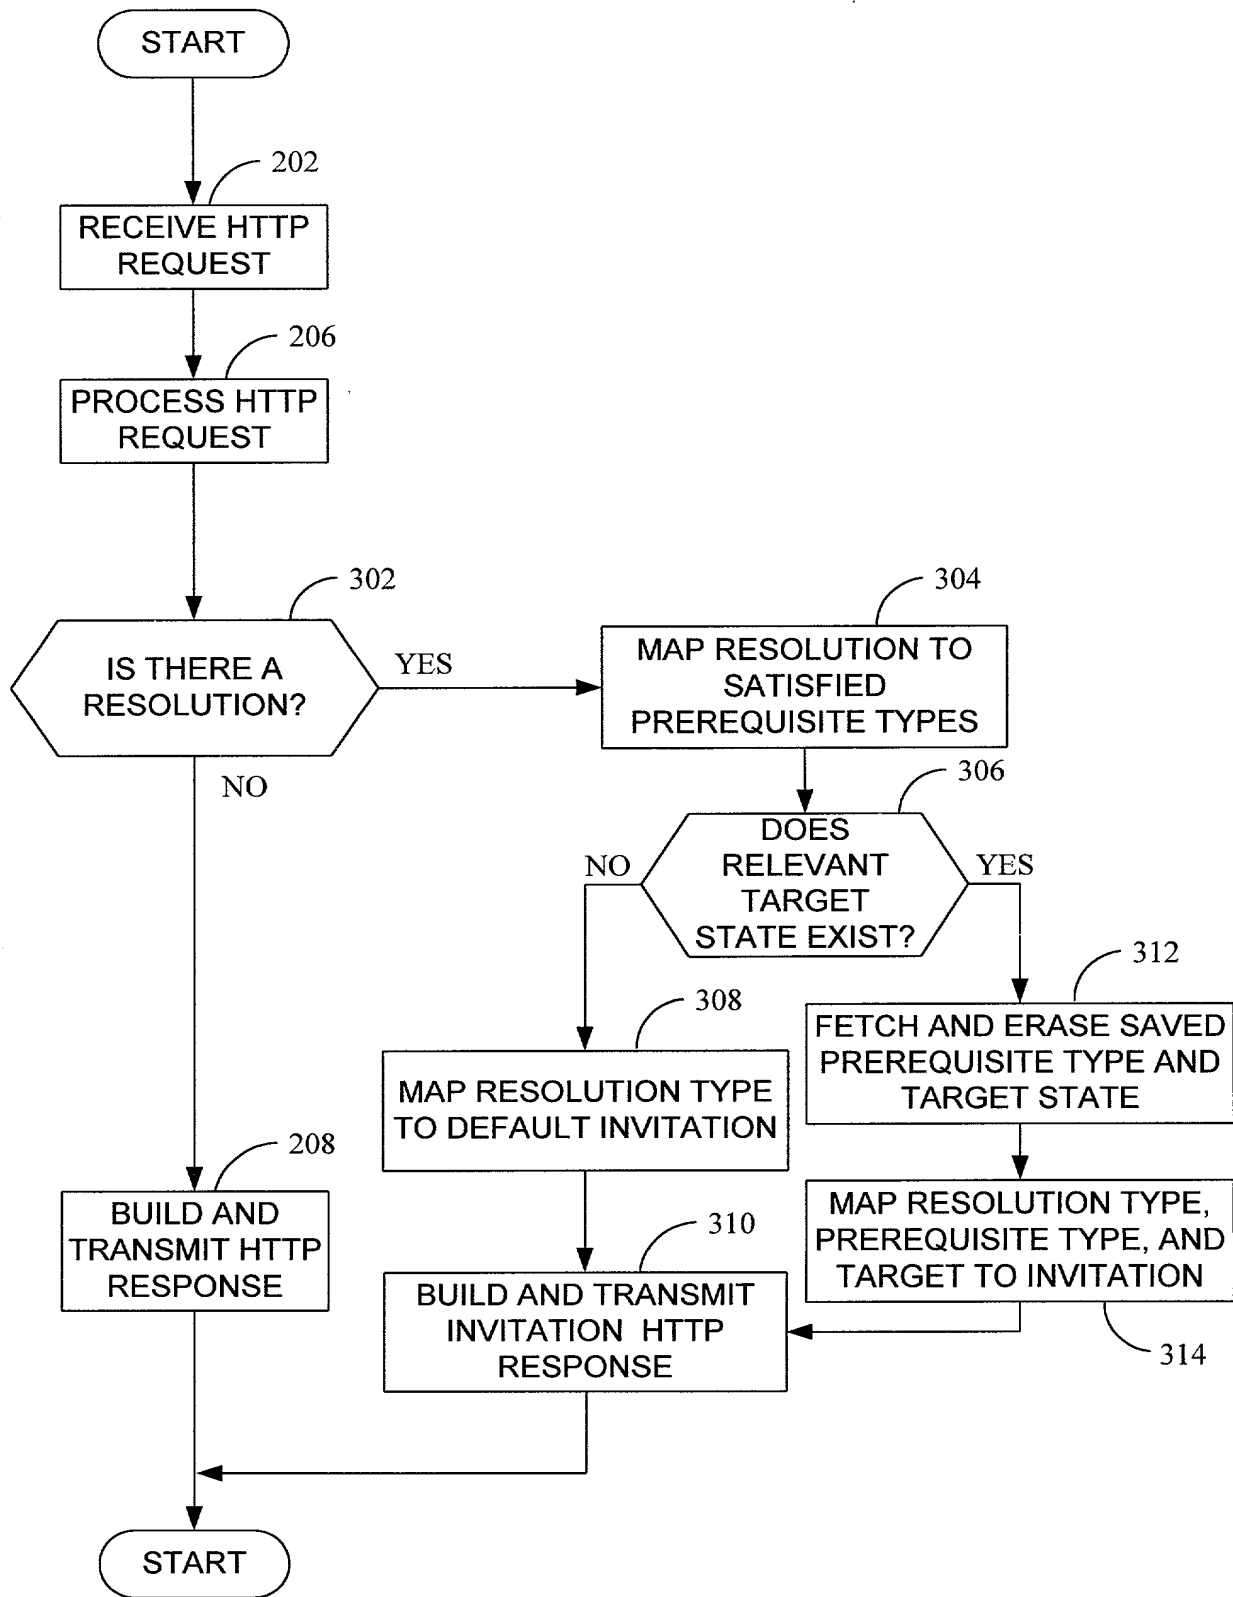 START
202
RECEIVE HTTP
REQUEST
206
PROCESS HTTP
REQUEST
302
IS THERE A
RESOLUTION?
YES
NO
304
MAP RESOLUTION TO
SATISFIED
PREREQUISITE TYPES
306
DOES
RELEVANT
TARGET
STATE EXIST?
NO
YES
308
MAP RESOLUTION TYPE
TO DEFAULT INVITATION
312
FETCH AND ERASE SAVED
PREREQUISITE TYPE AND
TARGET STATE
208
BUILD AND
TRANSMIT HTTP
RESPONSE
310
BUILD AND TRANSMIT
INVITATION HTTP
RESPONSE
MAP RESOLUTION TYPE,
PREREQUISITE TYPE, AND
TARGET TO INVITATION
314
START